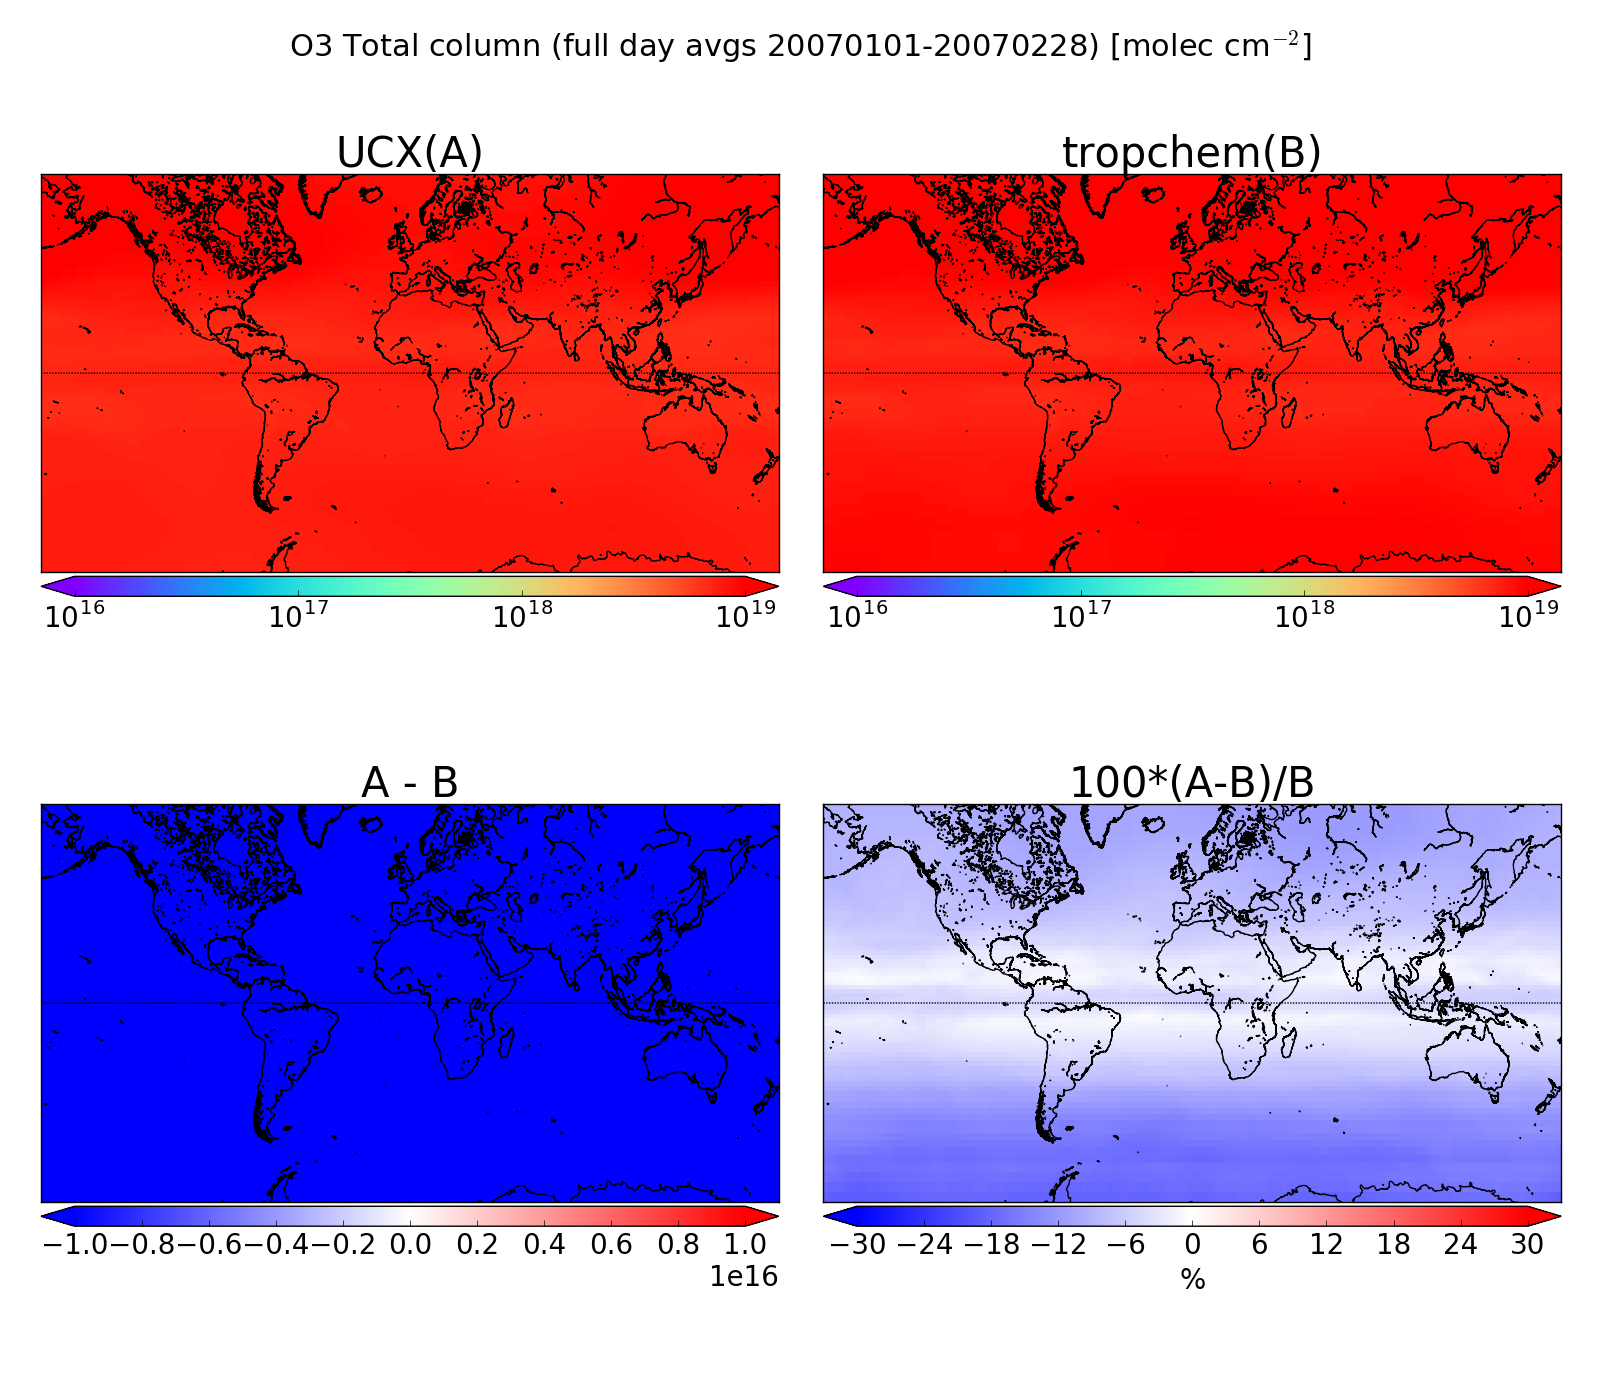 O3 Total column (full day avgs 20070101-20070228) [molec cm⁻²]
UCX(A)
tropchem(B)
10¹⁶ 10¹⁷ 10¹⁸ 10¹⁹
10¹⁶ 10¹⁷ 10¹⁸ 10¹⁹
A - B
100*(A-B)/B
−1.0 −0.8 −0.6 −0.4 −0.2 0.0 0.2 0.4 0.6 0.8 1.0
1e16
−30 −24 −18 −12 −6 0 6 12 18 24 30
%